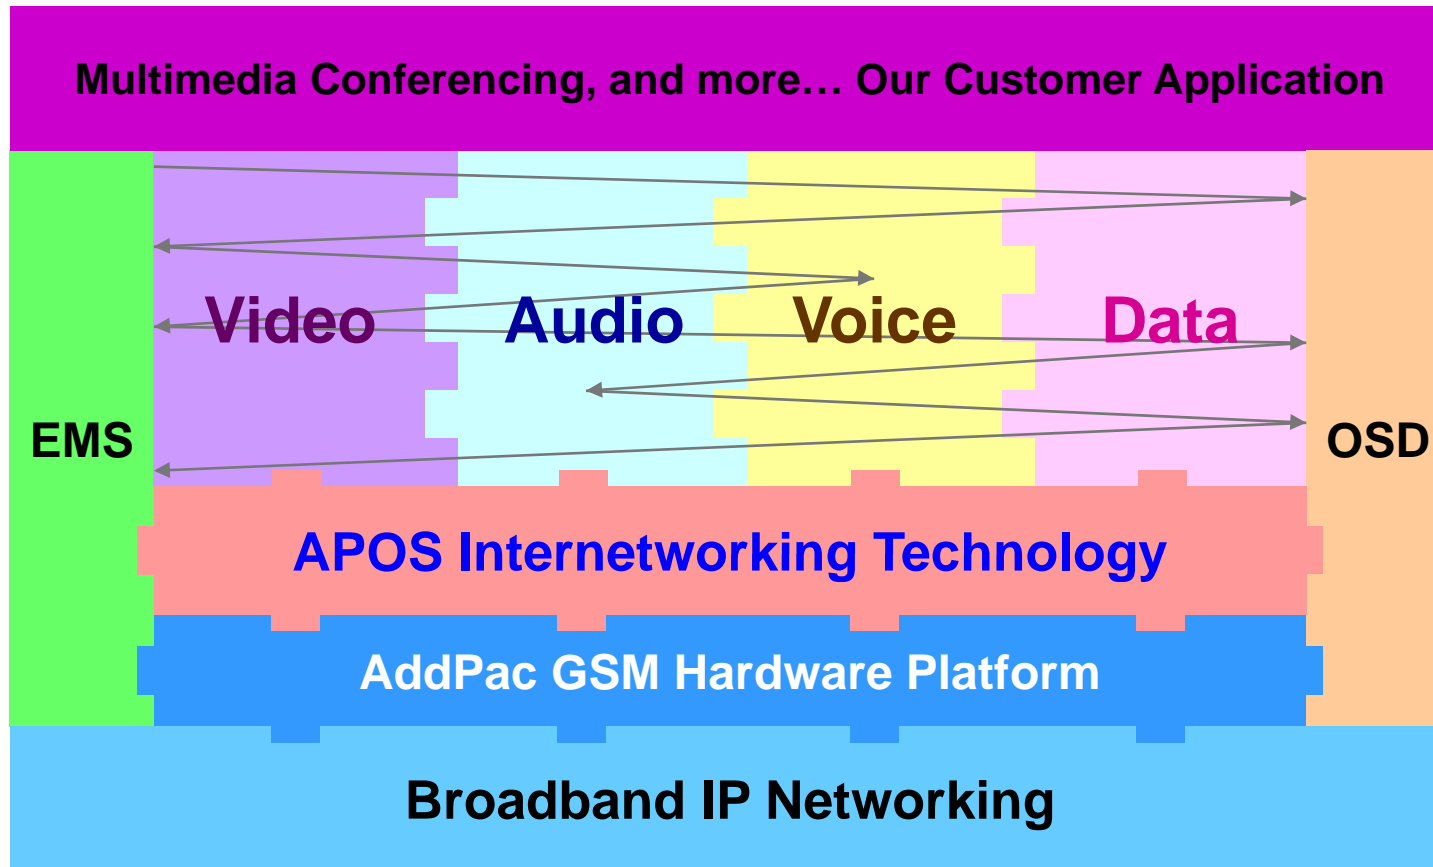 Multimedia Conferencing, and more… Our Customer Application
Video Audio Voice Data
EMS
OSD
APOS Internetworking Technology
AddPac GSM Hardware Platform
Broadband IP Networking